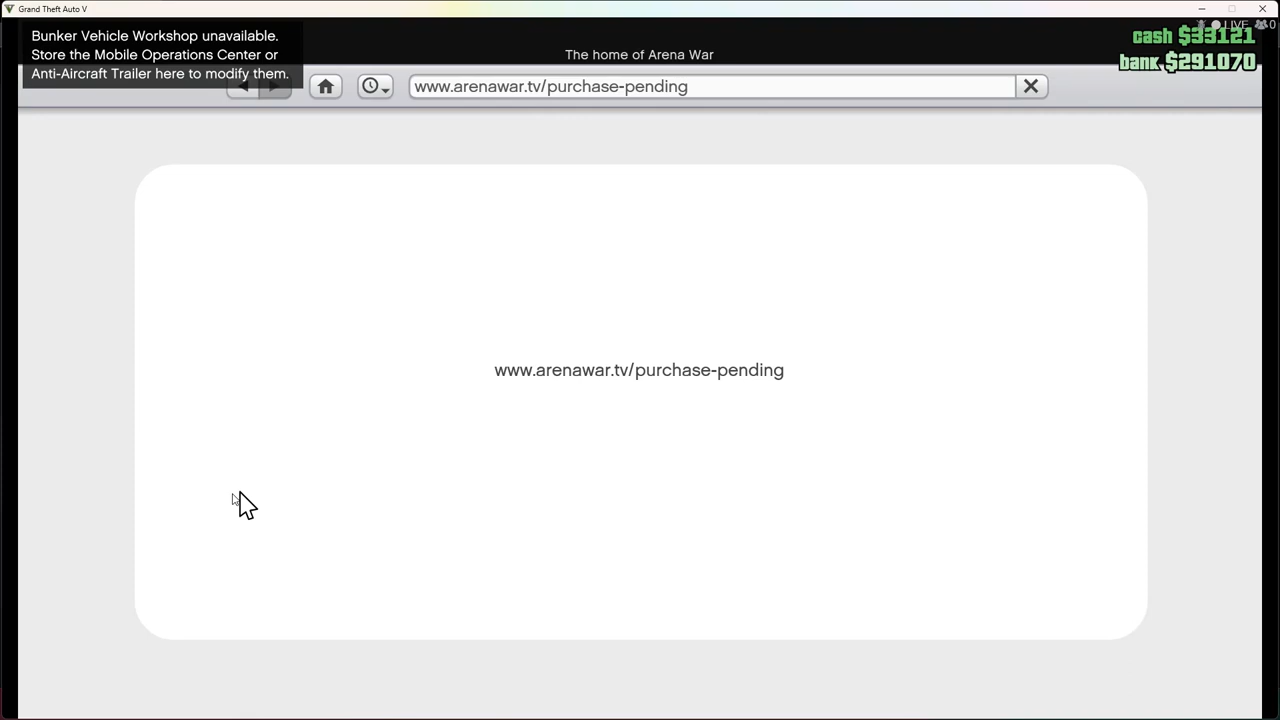 Grand Theft Auto V
Bunker Vehicle Workshop unavailable.
Store the Mobile Operations Center or
Anti-Aircraft Trailer here to modify them.
The home of Arena War
LIVE 0
cash $33121
bank $291070
www.arenawar.tv/purchase-pending
www.arenawar.tv/purchase-pending